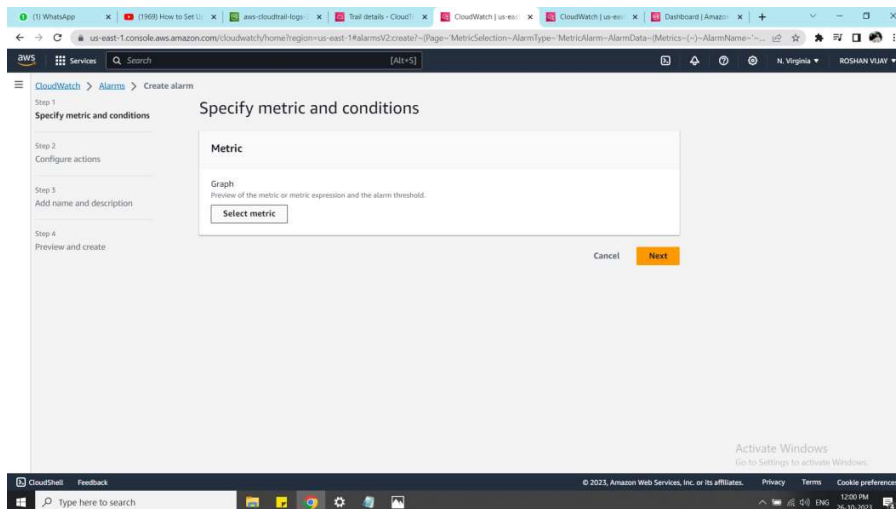 (1) WhatsApp
(1969) How to Set U
aws-cloudtrail-logs-
Trail details - CloudT
CloudWatch | us-eas
CloudWatch | us-eas
Dashboard | Amazo
us-east-1.console.aws.amazon.com/cloudwatch/home?region=us-east-1#alarmsV2:create?~(Page~'MetricSelection~AlarmType~'MetricAlarm~AlarmData~(Metrics~(~)~AlarmName~'~...
aws
Services
Search
[Alt+S]
N. Virginia
ROSHAN VIJAY
CloudWatch > Alarms > Create alarm
Step 1
Specify metric and conditions
Step 2
Configure actions
Step 3
Add name and description
Step 4
Preview and create
Specify metric and conditions
Metric
Graph
Preview of the metric or metric expression and the alarm threshold.
Select metric
Cancel
Next
Activate Windows
Go to Settings to activate Windows.
CloudShell
Feedback
© 2023, Amazon Web Services, Inc. or its affiliates.
Privacy
Terms
Cookie preferences
Type here to search
ENG
12:00 PM
26-10-2023